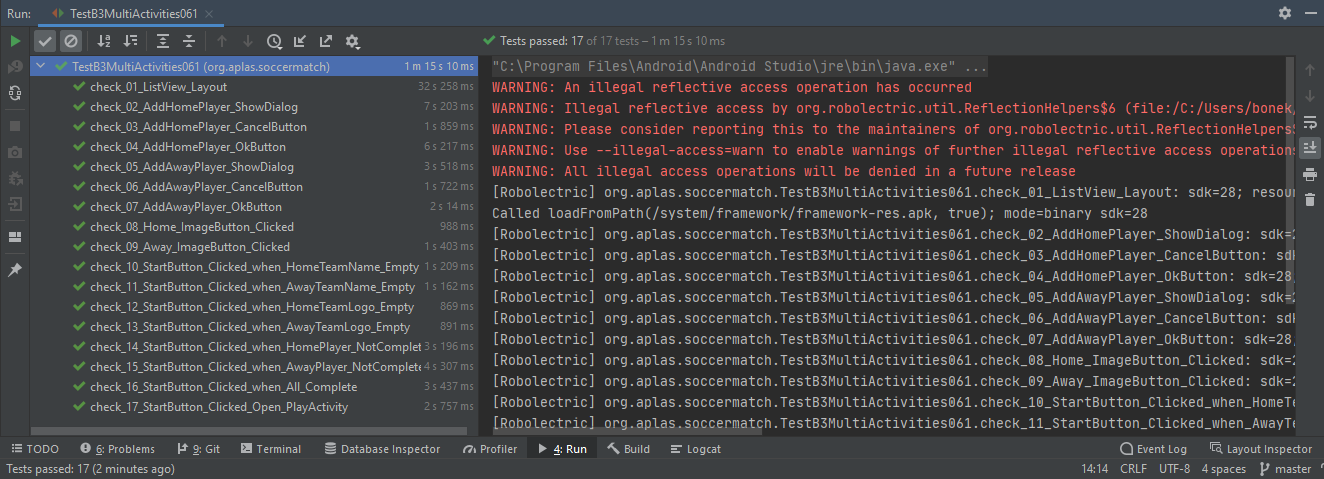 Run: TestB3MultiActivities061
Tests passed: 17 of 17 tests – 1 m 15 s 10 ms
TestB3MultiActivities061 (org.aplas.soccermatch) 1 m 15 s 10 ms
check_01_ListView_Layout 32 s 258 ms
check_02_AddHomePlayer_ShowDialog 7 s 203 ms
check_03_AddHomePlayer_CancelButton 1 s 859 ms
check_04_AddHomePlayer_OkButton 6 s 217 ms
check_05_AddAwayPlayer_ShowDialog 3 s 518 ms
check_06_AddAwayPlayer_CancelButton 1 s 722 ms
check_07_AddAwayPlayer_OkButton 2 s 14 ms
check_08_Home_ImageButton_Clicked 988 ms
check_09_Away_ImageButton_Clicked 1 s 403 ms
check_10_StartButton_Clicked_when_HomeTeamName_Empty 1 s 209 ms
check_11_StartButton_Clicked_when_AwayTeamName_Empty 1 s 162 ms
check_12_StartButton_Clicked_when_HomeTeamLogo_Empty 869 ms
check_13_StartButton_Clicked_when_AwayTeamLogo_Empty 891 ms
check_14_StartButton_Clicked_when_HomePlayer_NotComplet 3 s 196 ms
check_15_StartButton_Clicked_when_AwayPlayer_NotComplete 4 s 307 ms
check_16_StartButton_Clicked_when_All_Complete 3 s 437 ms
check_17_StartButton_Clicked_Open_PlayActivity 2 s 757 ms
"C:\Program Files\Android\Android Studio\jre\bin\java.exe" ...
WARNING: An illegal reflective access operation has occurred
WARNING: Illegal reflective access by org.robolectric.util.ReflectionHelpers$6 (file:/C:/Users/bonek/
WARNING: Please consider reporting this to the maintainers of org.robolectric.util.ReflectionHelpers$
WARNING: Use --illegal-access=warn to enable warnings of further illegal reflective access operations
WARNING: All illegal access operations will be denied in a future release
[Robolectric] org.aplas.soccermatch.TestB3MultiActivities061.check_01_ListView_Layout: sdk=28; resour
Called loadFromPath(/system/framework/framework-res.apk, true); mode=binary sdk=28
[Robolectric] org.aplas.soccermatch.TestB3MultiActivities061.check_02_AddHomePlayer_ShowDialog: sdk=2
[Robolectric] org.aplas.soccermatch.TestB3MultiActivities061.check_03_AddHomePlayer_CancelButton: sdk
[Robolectric] org.aplas.soccermatch.TestB3MultiActivities061.check_04_AddHomePlayer_OkButton: sdk=28,
[Robolectric] org.aplas.soccermatch.TestB3MultiActivities061.check_05_AddAwayPlayer_ShowDialog: sdk=2
[Robolectric] org.aplas.soccermatch.TestB3MultiActivities061.check_06_AddAwayPlayer_CancelButton: sdk
[Robolectric] org.aplas.soccermatch.TestB3MultiActivities061.check_07_AddAwayPlayer_OkButton: sdk=28,
[Robolectric] org.aplas.soccermatch.TestB3MultiActivities061.check_08_Home_ImageButton_Clicked: sdk=2
[Robolectric] org.aplas.soccermatch.TestB3MultiActivities061.check_09_Away_ImageButton_Clicked: sdk=2
[Robolectric] org.aplas.soccermatch.TestB3MultiActivities061.check_10_StartButton_Clicked_when_HomeTe
[Robolectric] org.aplas.soccermatch.TestB3MultiActivities061.check_11_StartButton_Clicked_when_AwayTe
TODO 6: Problems 9: Git Terminal Database Inspector Profiler 4: Run Build Logcat Event Log Layout Inspector
Tests passed: 17 (2 minutes ago) 14:14 CRLF UTF-8 4 spaces master